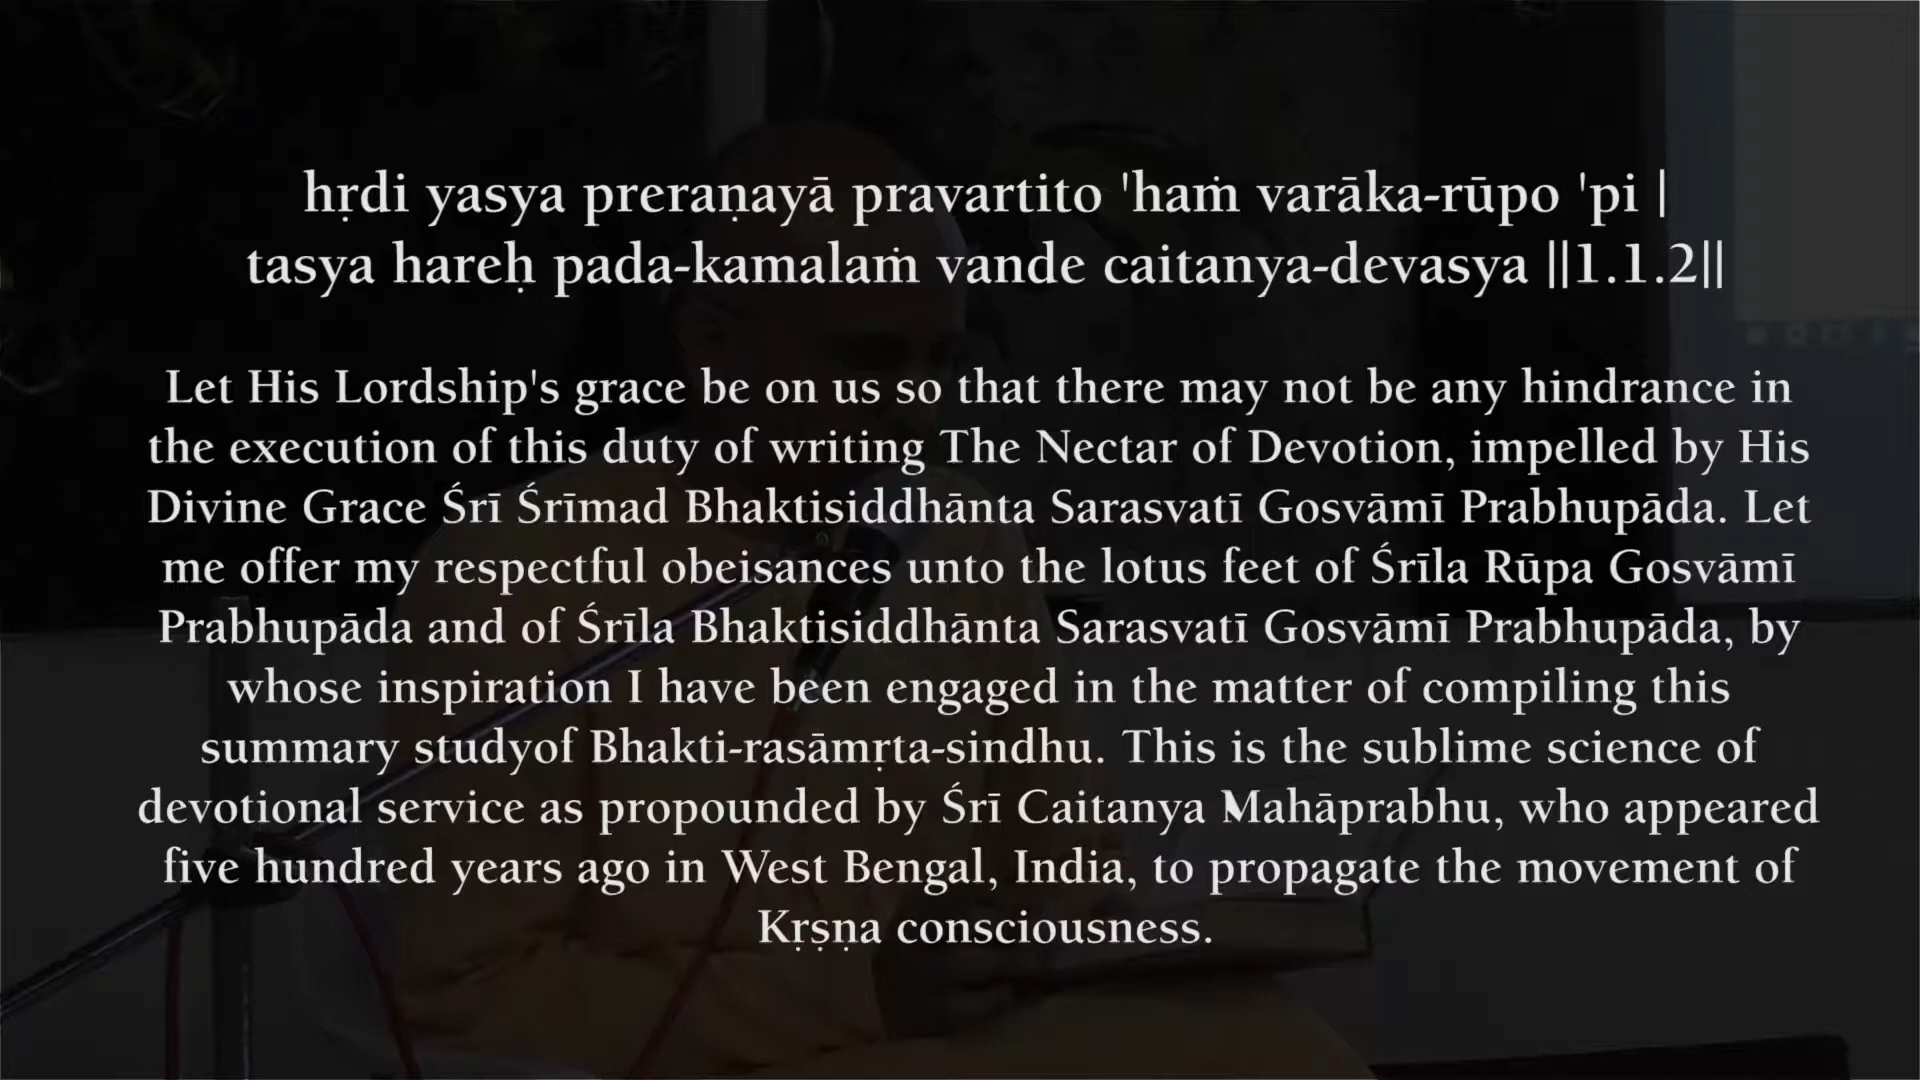 hṛdi yasya preraṇayā pravartito 'haṁ varāka-rūpo 'pi |
tasya hareḥ pada-kamalaṁ vande caitanya-devasya ||1.1.2||
Let His Lordship's grace be on us so that there may not be any hindrance in
the execution of this duty of writing The Nectar of Devotion, impelled by His
Divine Grace Śrī Śrīmad Bhaktisiddhānta Sarasvatī Gosvāmī Prabhupāda. Let
me offer my respectful obeisances unto the lotus feet of Śrīla Rūpa Gosvāmī
Prabhupāda and of Śrīla Bhaktisiddhānta Sarasvatī Gosvāmī Prabhupāda, by
whose inspiration I have been engaged in the matter of compiling this
summary studyof Bhakti-rasāmṛta-sindhu. This is the sublime science of
devotional service as propounded by Śrī Caitanya Mahāprabhu, who appeared
five hundred years ago in West Bengal, India, to propagate the movement of
Kṛṣṇa consciousness.